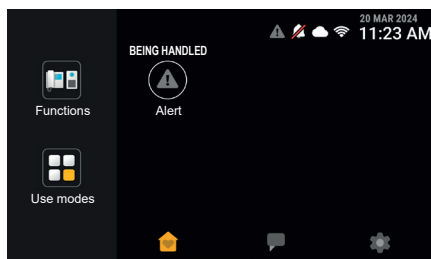 20 MAR 2024
11:23 AM
BEING HANDLED
Alert
Functions
Use modes